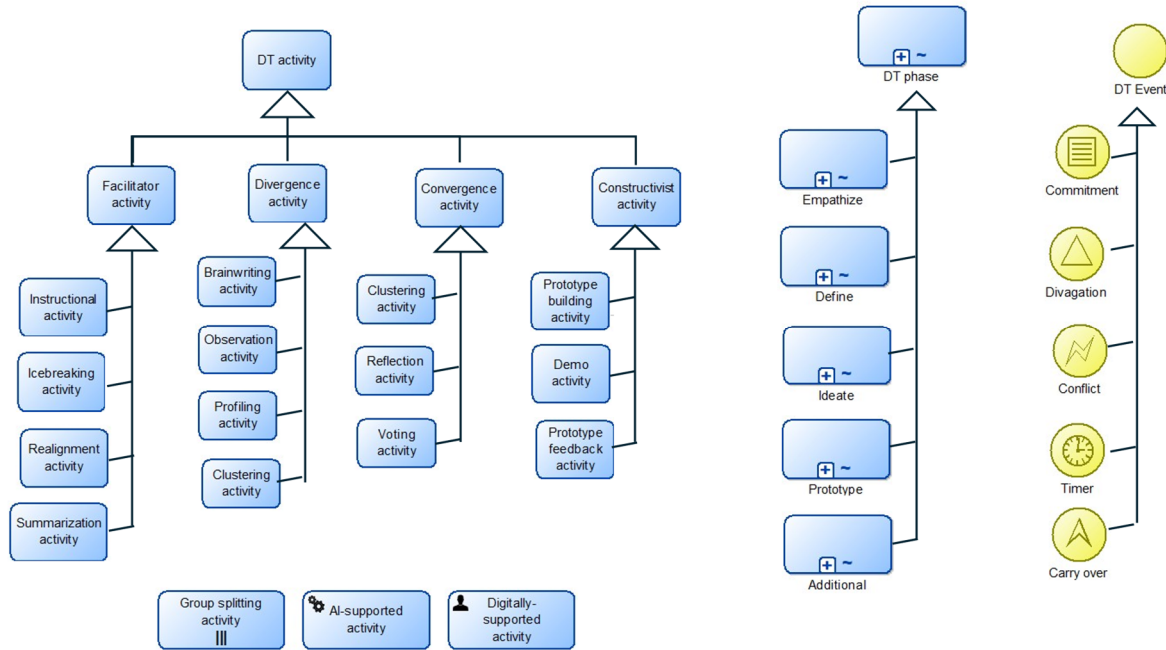 DT activity
Facilitator
activity
Divergence
activity
Convergence
activity
Constructivist
activity
Instructional
activity
Icebreaking
activity
Realignment
activity
Summarization
activity
Brainwriting
activity
Observation
activity
Profiling
activity
Clustering
activity
Clustering
activity
Reflection
activity
Voting
activity
Prototype
building
activity
Demo
activity
Prototype
feedback
activity
Group splitting
activity
AI-supported
activity
Digitally-
supported
activity
DT phase
Empathize
Define
Ideate
Prototype
Additional
DT Event
Commitment
Divagation
Conflict
Timer
Carry over